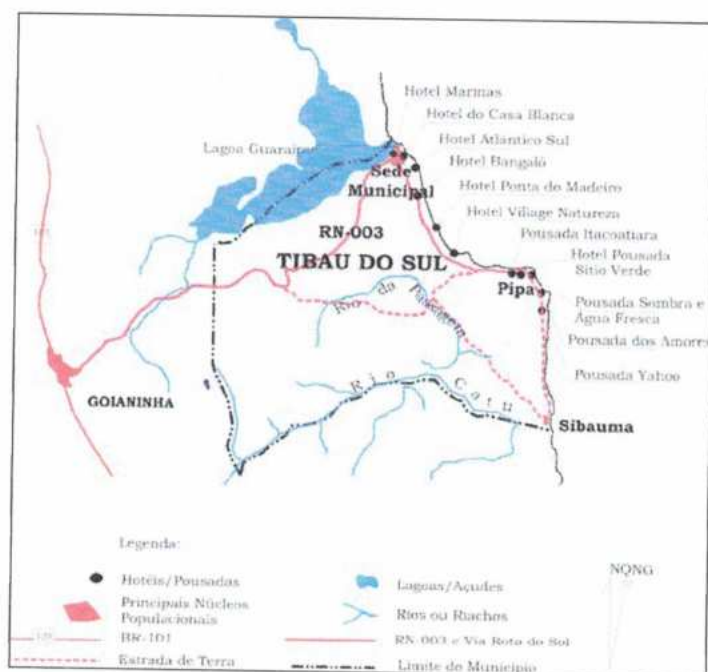 Hotel Marinas
Hotel do Casa Blanca
Hotel Atlântico Sul
Lagoa Guaraíras
Hotel Bangalô
Sede
Municipal
Hotel Ponta do Madeiro
Hotel Village Natureza
RN-003
Pousada Itacoatiara
TIBAU DO SUL
Hotel Pousada
Sítio Verde
Pipa
Rio da Passagem
Pousada Sombra e
Água Fresca
Pousada dos Amores
Pousada Yahoo
Rio Catu
GOIANINHA
Sibauma
Legenda:
NQNG
Hotéis/Pousadas
Lagoas/Açudes
Principais Núcleos
Populacionais
Rios ou Riachos
BR-101
RN-003 e Via Rota do Sol
Estrada de Terra
Limite do Município